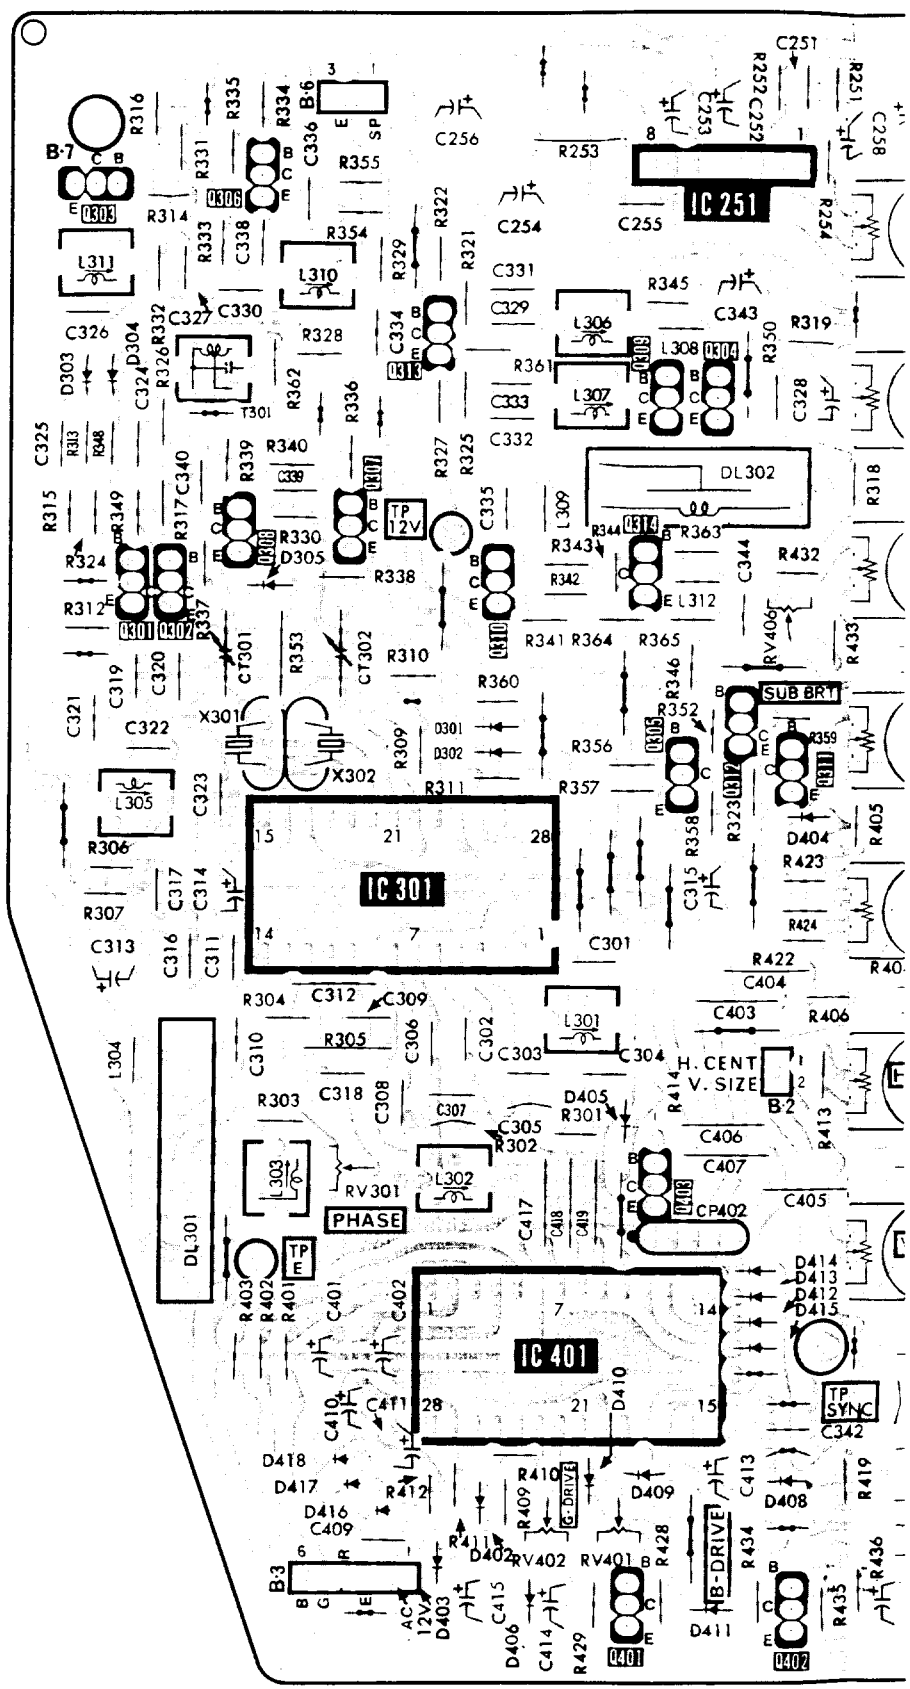 C251
3
B·6
E
SP
R335
R334
C336
R316
R331
B·7
C B
E
Q303
R314
Q306
B
C
E
R355
C256
R253
C253
C252
R252
R251
C258
8
1
IC 251
R254
C255
C254
R322
R321
R329
R354
R333
C338
L311
L310
C326
C327
C330
R328
C334
C331
C329
R345
C343
R350
R319
L306
D303
D304
R332
R326
C324
T301
R362
R336
Q313
B
C
E
R361
C333
C332
L307
Q309
L308
Q304
B
C
E
C328
C325
R313
R348
R339
R340
C339
C340
Q307
R327
R325
DL302
R318
R315
R349
R317
B
C
E
Q308
R330
D305
B
C
E
TP
12V
C335
L309
R344
Q314
R343
R363
C344
R432
R324
B
B
R342
B
C
E
L312
R312
E
Q301
Q302
R337
CT301
R353
CT302
R338
B
C
E
Q310
R341
R364
R365
RV406
R433
R310
R360
R346
C321
C319
C320
C322
X301
X302
R309
D301
D302
R311
R356
R357
Q305
R352
B
C
E
SUB BRT
B
C
E
Q312
R359
B
C
E
Q311
L305
C323
R358
R323
D404
R405
R306
15
21
28
R423
R307
C317
C314
IC 301
C315
R424
C313
C316
C311
14
7
1
C301
R422
R40
C404
R304
C312
C309
C403
R406
L304
C310
R305
C306
C302
L301
C303
C304
H. CENT
V. SIZE
1
2
B·2
R413
R303
C318
C308
C307
C305
R302
D405
R301
R414
C406
C407
C405
L303
RV301
L302
B
C
E
Q403
PHASE
C417
C418
C419
CP402
DL301
TP
E
R403
R402
R401
C401
C402
D414
D413
D412
D415
1
7
14
IC 401
C410
C411
28
21
15
D410
TP
SYNC
C342
D418
D417
R412
R410
G-DRIVE
D409
C413
D408
R419
D416
C409
R411
D402
R409
RV402
RV401
R428
B-DRIVE
R434
R436
6
R
B·3
B
G
E
AC
12V
D403
C415
D406
C414
R429
B
C
E
Q401
D411
B
C
E
Q402
R435